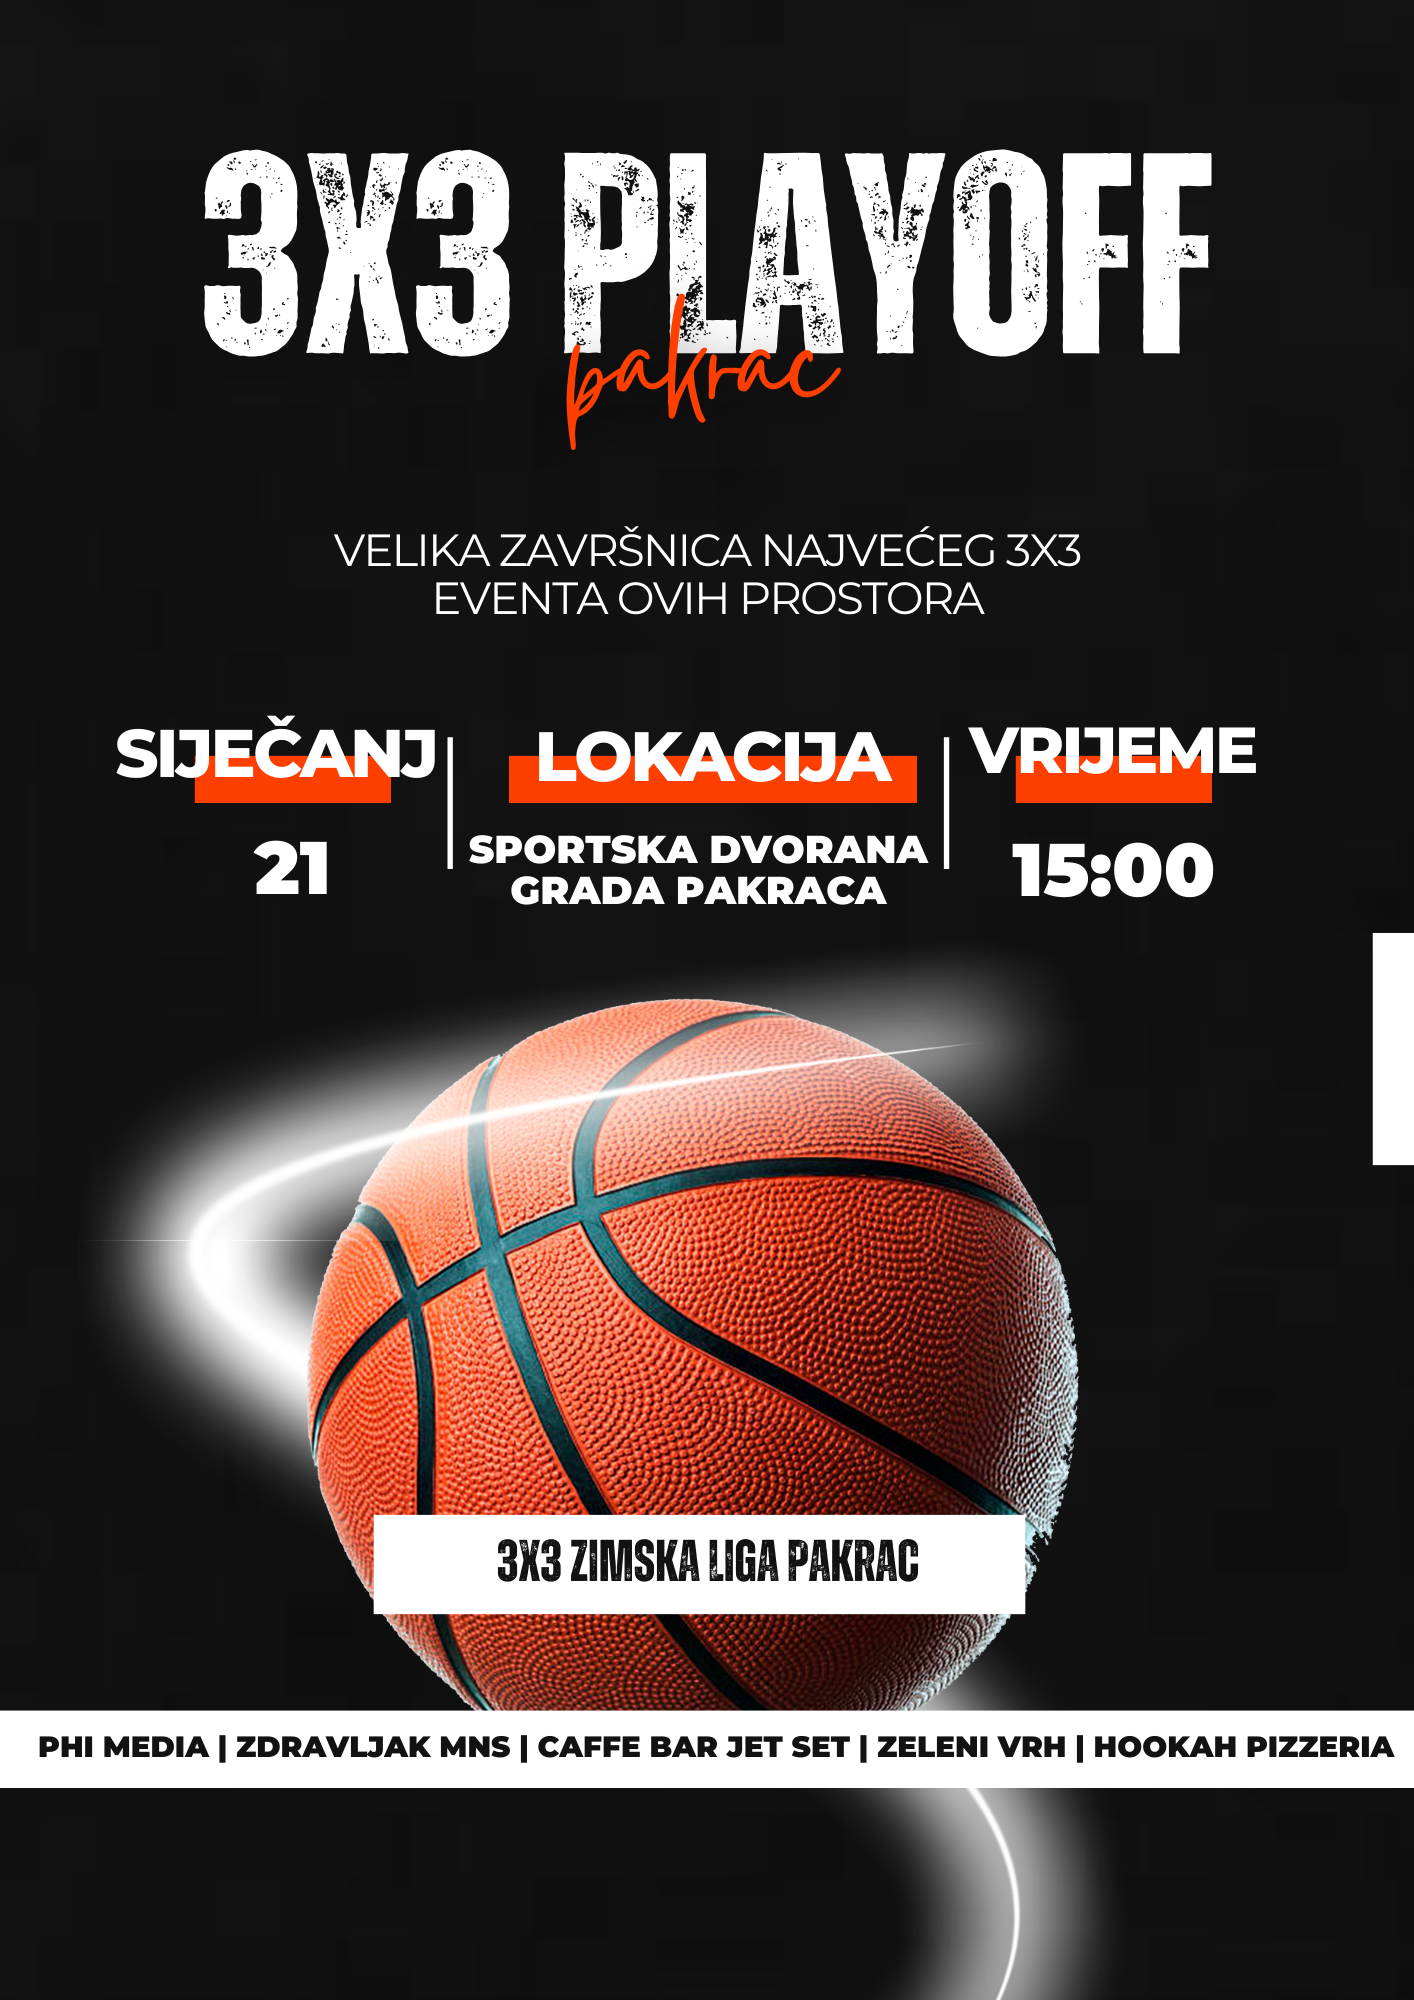 3X3 PLAYOFF
pakrac
VELIKA ZAVRŠNICA NAJVEĆEG 3X3
EVENTA OVIH PROSTORA
SIJEČANJ
21
LOKACIJA
SPORTSKA DVORANA
GRADA PAKRACA
VRIJEME
15:00
3X3 ZIMSKA LIGA PAKRAC
PHI MEDIA | ZDRAVLJAK MNS | CAFFE BAR JET SET | ZELENI VRH | HOOKAH PIZZERIA